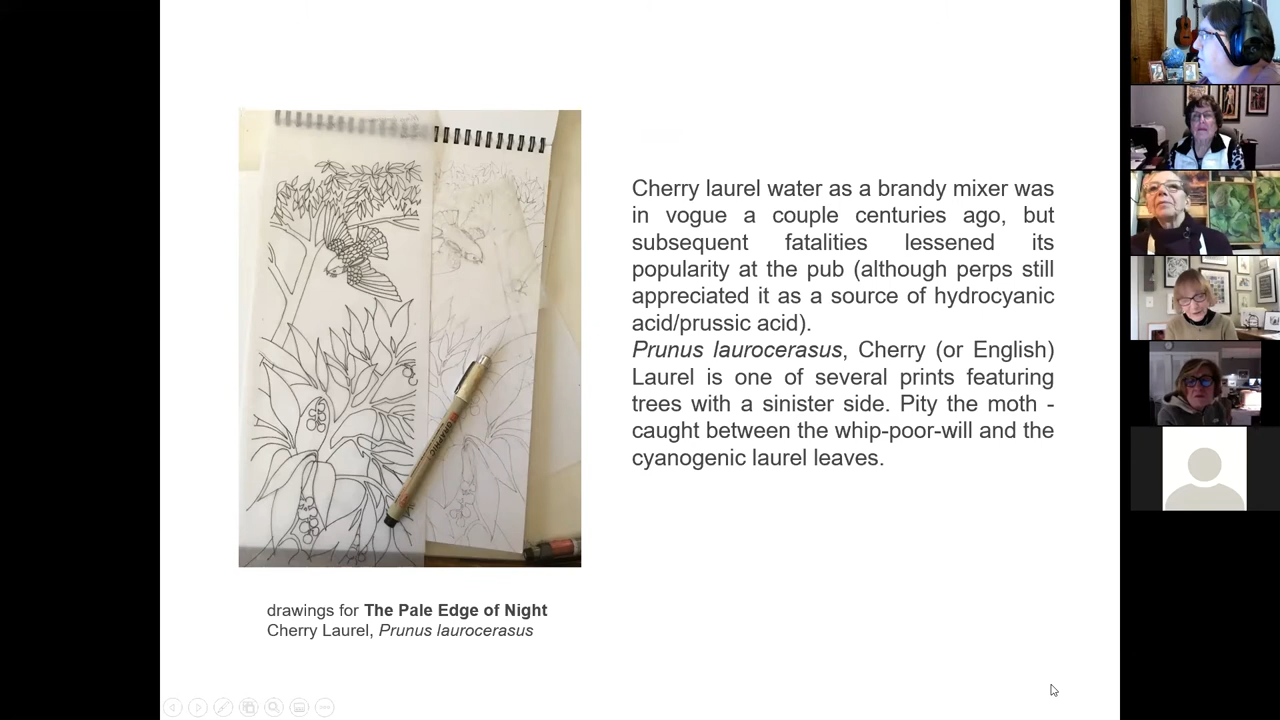 Cherry laurel water as a brandy mixer was
in vogue a couple centuries ago, but
subsequent fatalities lessened its
popularity at the pub (although perps still
appreciated it as a source of hydrocyanic
acid/prussic acid).
Prunus laurocerasus, Cherry (or English)
Laurel is one of several prints featuring
trees with a sinister side. Pity the moth -
caught between the whip-poor-will and the
cyanogenic laurel leaves.
drawings for The Pale Edge of Night
Cherry Laurel, Prunus laurocerasus